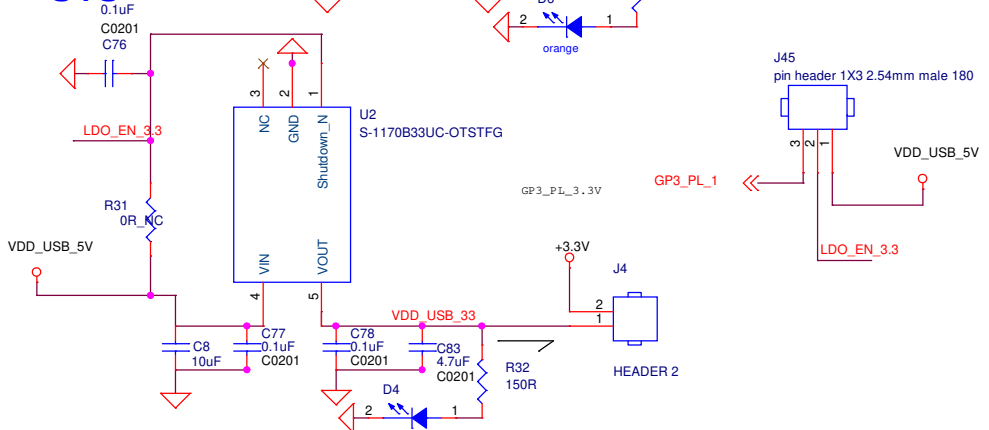 0.1uF
C0201
C76
2
1
orange
J45
pin header 1X3 2.54mm male 180
3
2
1
U2
S-1170B33UC-OTSTFG
NC
GND
Shutdown_N
LDO_EN_3.3
3
2
1
VDD_USB_5V
GP3_PL_1
GP3_PL_3.3V
R31
0R_NC
VDD_USB_5V
+3.3V
LDO_EN_3.3
VIN
VOUT
J4
4
5
2
1
VDD_USB_33
C8
10uF
C77
0.1uF
C0201
C78
0.1uF
C0201
C83
4.7uF
C0201
R32
150R
HEADER 2
D4
2
1